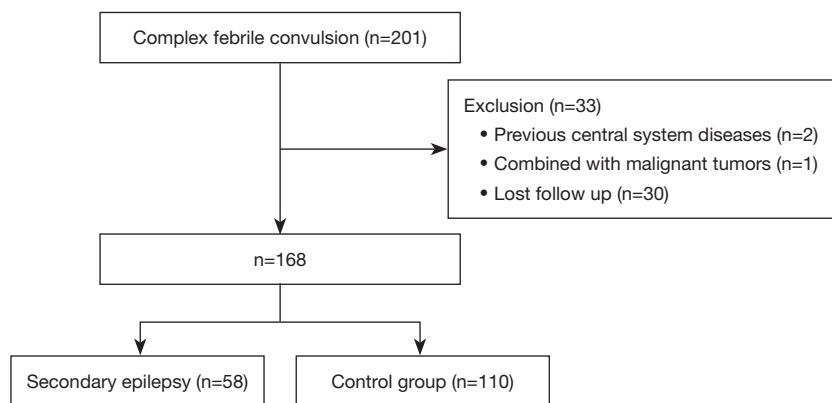 Complex febrile convulsion (n=201)
Exclusion (n=33)
• Previous central system diseases (n=2)
• Combined with malignant tumors (n=1)
• Lost follow up (n=30)
n=168
Secondary epilepsy (n=58)
Control group (n=110)